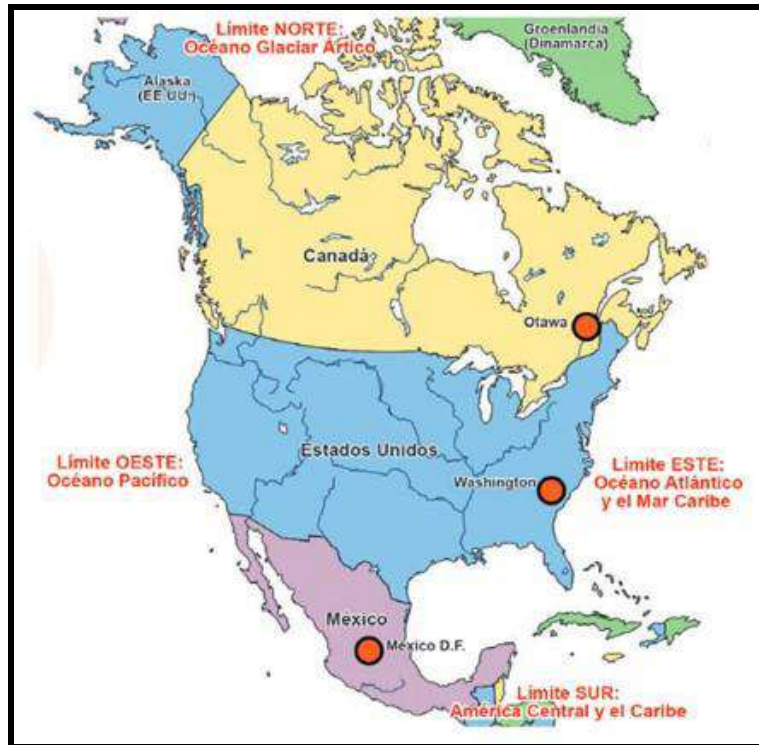 Límite NORTE:
Océano Glaciar Ártico
Groenlandia
(Dinamarca)
Alaska
(EE.UU.)
Canadá
Otawa
Estados Unidos
Límite OESTE:
Océano Pacífico
Washington
Límite ESTE:
Océano Atlántico
y el Mar Caribe
México
México D.F.
Límite SUR:
América Central y el Caribe